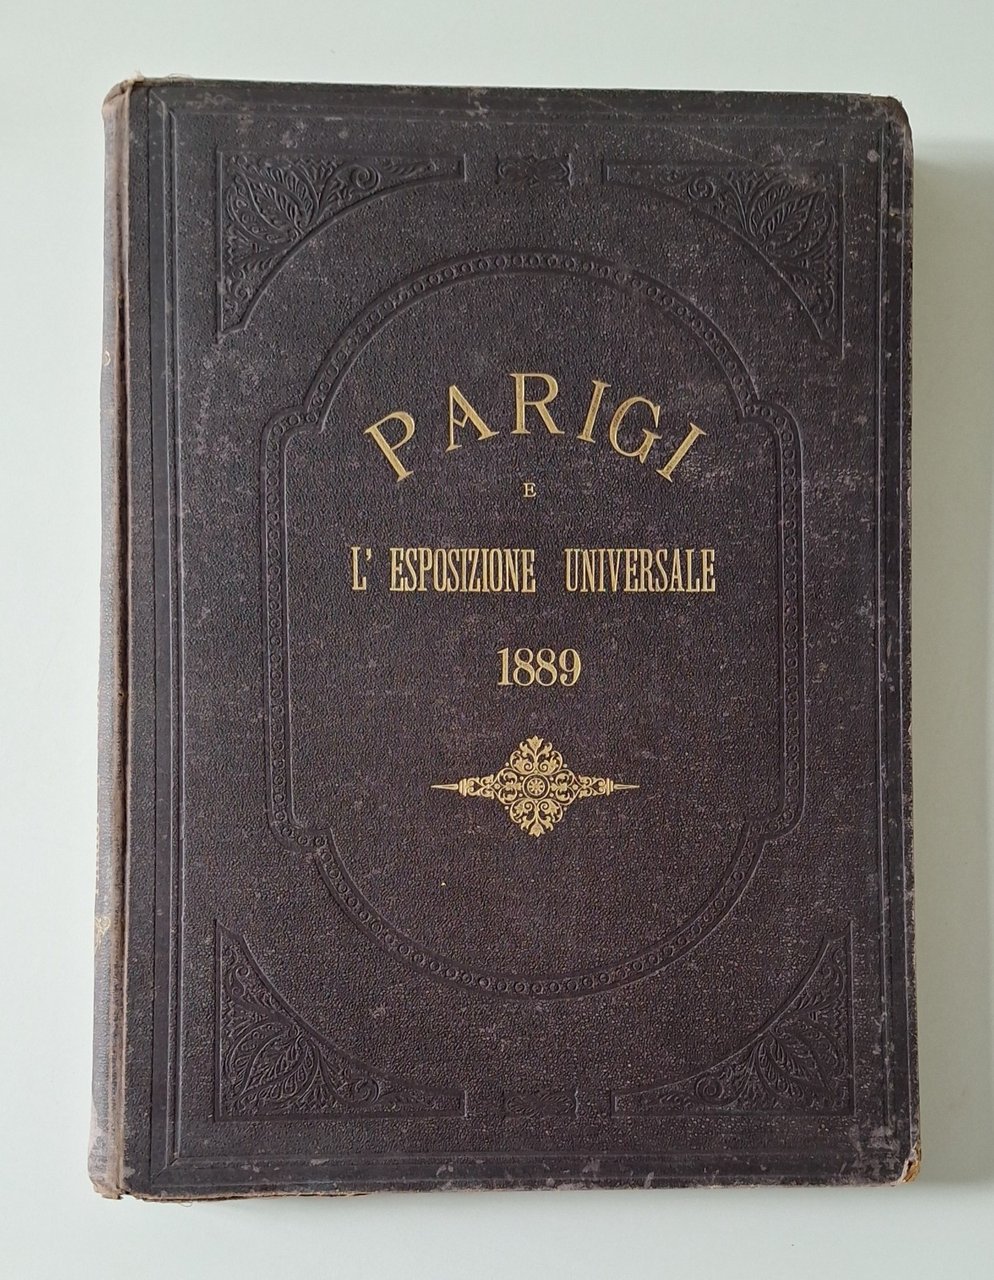 PARIGI
E
L' ESPOSIZIONE UNIVERSALE
1889